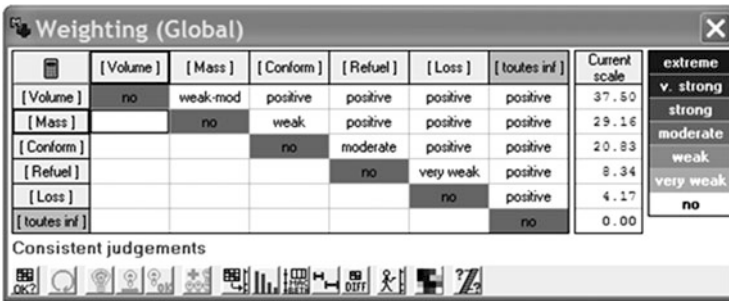 Weighting (Global)
[ Volume ] [ Mass ] [ Conform ] [ Refuel ] [ Loss ] [ toutes inf ] Current scale
[ Volume ] no weak-mod positive positive positive positive 37.50
[ Mass ] no weak positive positive positive 29.16
[ Conform ] no moderate positive positive 20.83
[ Refuel ] no very weak positive 8.34
[ Loss ] no positive 4.17
[ toutes inf ] no 0.00
extreme
v. strong
strong
moderate
weak
very weak
no
Consistent judgements
OK? DIFF ? ?